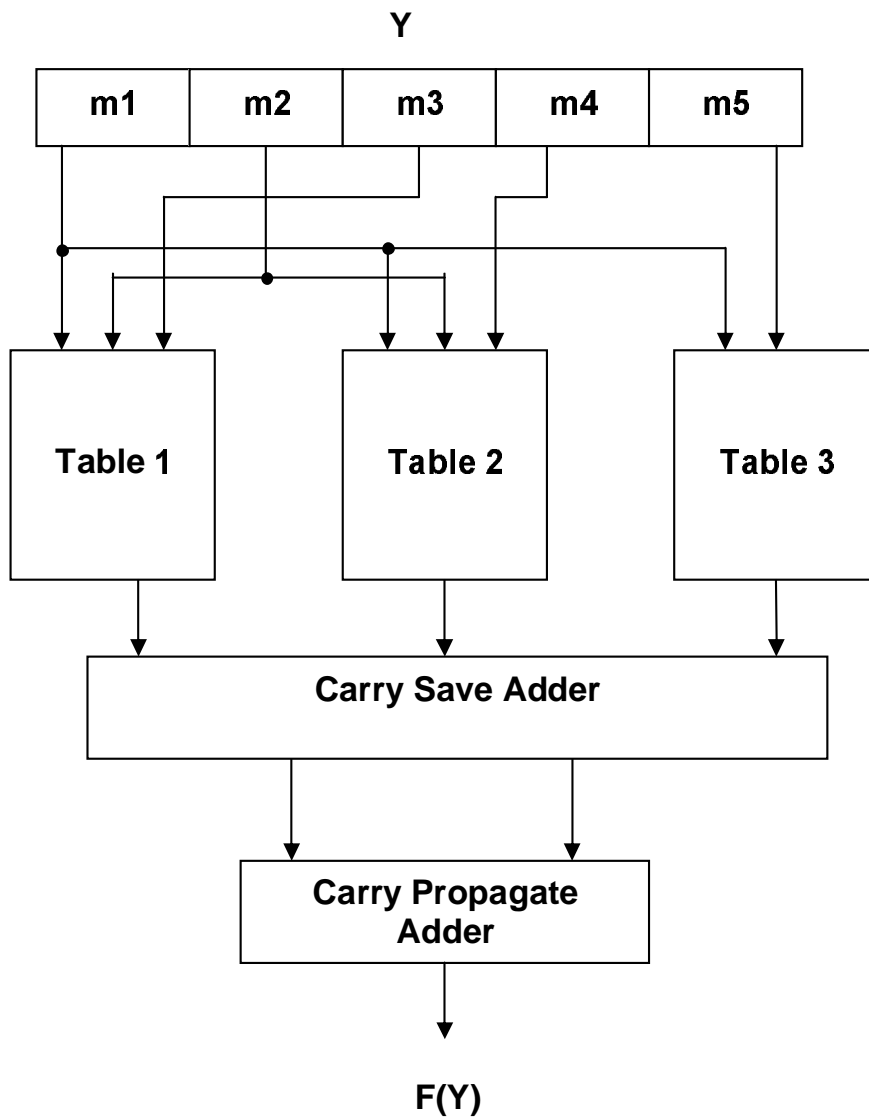 Y
m1 m2 m3 m4 m5
Table 1 Table 2 Table 3
Carry Save Adder
Carry Propagate
Adder
F(Y)